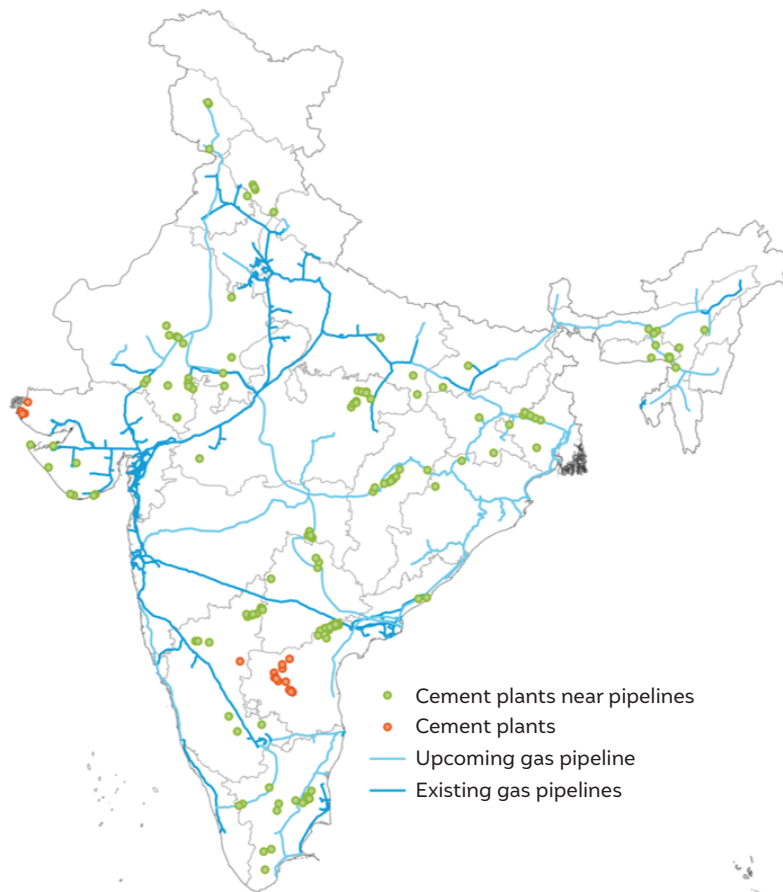 Cement plants near pipelines
Cement plants
Upcoming gas pipeline
Existing gas pipelines